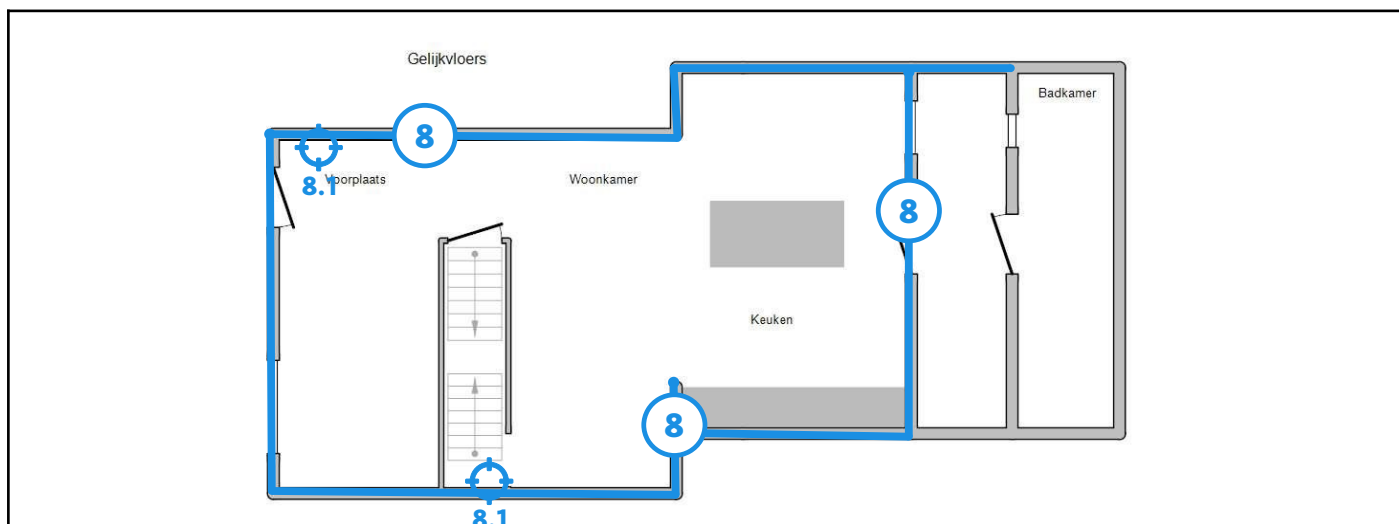 Gelijkvloers
Badkamer
8
8.1
Voorplaats
Woonkamer
8
Keuken
8
8.1